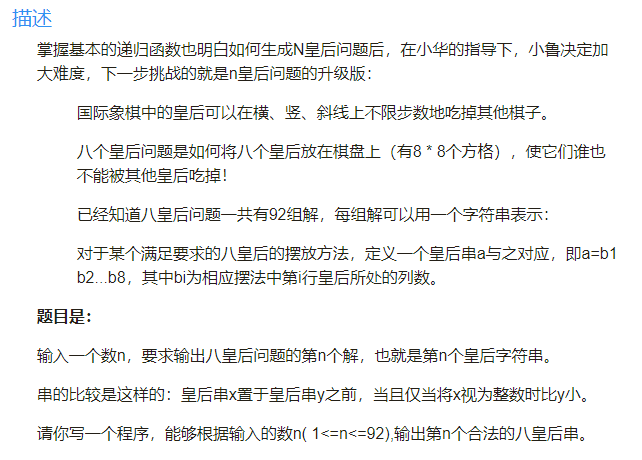 描述
掌握基本的递归函数也明白如何生成N皇后问题后，在小华的指导下，小鲁决定加
大难度，下一步挑战的就是n皇后问题的升级版：
国际象棋中的皇后可以在横、竖、斜线上不限步数地吃掉其他棋子。
八个皇后问题是如何将八个皇后放在棋盘上（有8 * 8个方格），使它们谁也
不能被其他皇后吃掉！
已经知道八皇后问题一共有92组解，每组解可以用一个字符串表示：
对于某个满足要求的八皇后的摆放方法，定义一个皇后串a与之对应，即a=b1
b2...b8，其中bi为相应摆法中第i行皇后所处的列数。
题目是：
输入一个数n，要求输出八皇后问题的第n个解，也就是第n个皇后字符串。
串的比较是这样的：皇后串x置于皇后串y之前，当且仅当将x视为整数时比y小。
请你写一个程序，能够根据输入的数n( 1<=n<=92),输出第n个合法的八皇后串。